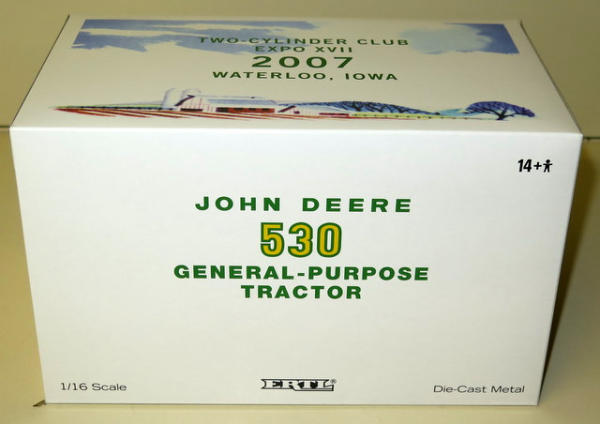 TWO-CYLINDER CLUB
EXPO XVII
2007
WATERLOO, IOWA
14+
JOHN DEERE
530
GENERAL-PURPOSE
TRACTOR
1/16 Scale
ERTL®
Die-Cast Metal